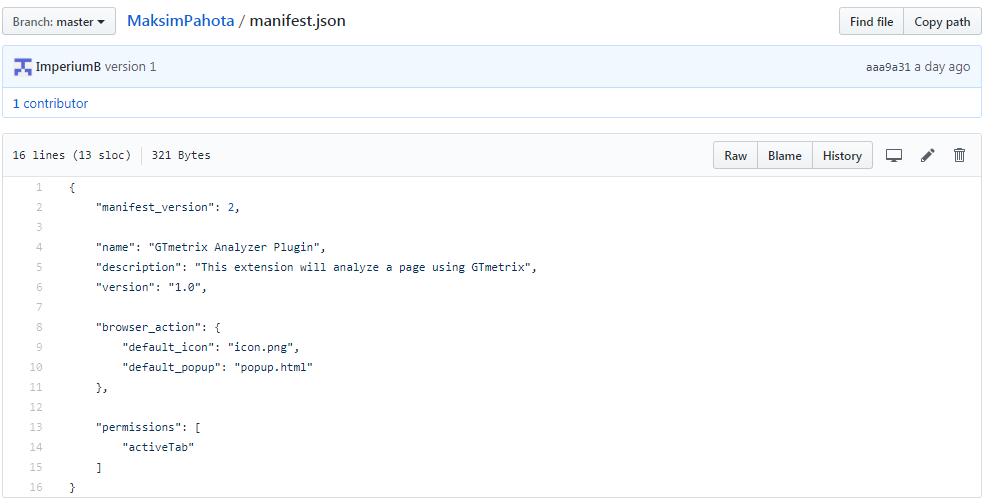 Branch: master MaksimPahota / manifest.json Find file Copy path
ImperiumB version 1 aaa9a31 a day ago
1 contributor
16 lines (13 sloc) 321 Bytes Raw Blame History
1 {
2 "manifest_version": 2,
3
4 "name": "GTmetrix Analyzer Plugin",
5 "description": "This extension will analyze a page using GTmetrix",
6 "version": "1.0",
7
8 "browser_action": {
9 "default_icon": "icon.png",
10 "default_popup": "popup.html"
11 },
12
13 "permissions": [
14 "activeTab"
15 ]
16 }